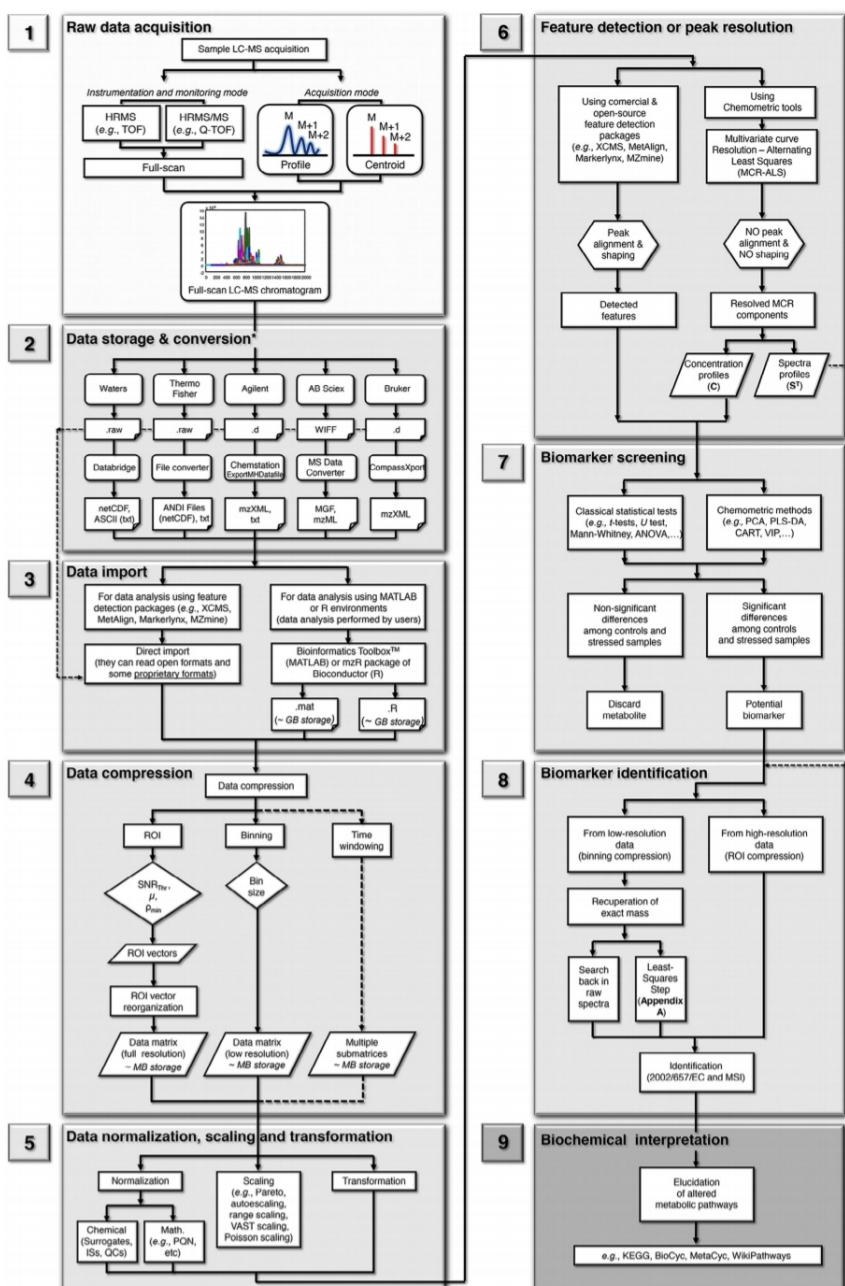 1
Raw data acquisition
Sample LC-MS acquisition
Instrumentation and monitoring mode
HRMS
(e.g., TOF)
HRMS/MS
(e.g., Q-TOF)
Full-scan
Acquisition mode
M
M+1
M+2
Profile
M
M+1
M+2
Centroid
Full-scan LC-MS chromatogram
2
Data storage & conversion*
Waters
Thermo
Fisher
Agilent
AB Sciex
Bruker
.raw
.raw
.d
WIFF
.d
Databridge
File converter
Chemstation
ExportMHDatafile
MS Data
Converter
CompassXport
netCDF,
ASCII (txt)
ANDI Files
(netCDF), txt
mzXML,
txt
MGF,
mzML
mzXML
3
Data import
For data analysis using feature
detection packages (e.g., XCMS,
MetAlign, Markerlynx, MZmine)
For data analysis using MATLAB
or R environments
(data analysis performed by users)
Direct import
(they can read open formats and
some proprietary formats)
Bioinformatics Toolbox™
(MATLAB) or mzR package of
Bioconductor (R)
.mat
(~ GB storage)
.R
(~ GB storage)
4
Data compression
Data compression
ROI
Binning
Time
windowing
SNRThr,
μ,
ρmin
Bin
size
ROI vectors
ROI vector
reorganization
Data matrix
(full resolution)
~ MB storage
Data matrix
(low resolution)
~ MB storage
Multiple
submatrices
~ MB storage
5
Data normalization, scaling and transformation
Normalization
Scaling
(e.g., Pareto,
autoescaling,
range scaling,
VAST scaling,
Poisson scaling)
Transformation
Chemical
(Surrogates,
ISs, QCs)
Math.
(e.g., PQN,
etc)
6
Feature detection or peak resolution
Using comercial &
open-source
feature detection
packages
(e.g., XCMS, MetAlign,
Markerlynx, MZmine)
Using
Chemometric tools
Multivariate curve
Resolution – Alternating
Least Squares
(MCR-ALS)
Peak
alignment &
shaping
NO peak
alignment &
NO shaping
Detected
features
Resolved MCR
components
Concentration
profiles
(C)
Spectra
profiles
(Sᵀ)
7
Biomarker screening
Classical statistical tests
(e.g., t-tests, U test,
Mann-Whitney, ANOVA,…)
Chemometric methods
(e.g., PCA, PLS-DA,
CART, VIP,…)
Non-significant
differences
among controls and
stressed samples
Significant
differences
among controls and
stressed samples
Discard
metabolite
Potential
biomarker
8
Biomarker identification
From low-resolution
data
(binning compression)
From high-resolution
data
(ROI compression)
Recuperation of
exact mass
Search
back in
raw
spectra
Least-
Squares
Step
(Appendix
A)
Identification
(2002/657/EC and MSI)
9
Biochemical interpretation
Elucidation
of altered
metabolic pathways
e.g., KEGG, BioCyc, MetaCyc, WikiPathways